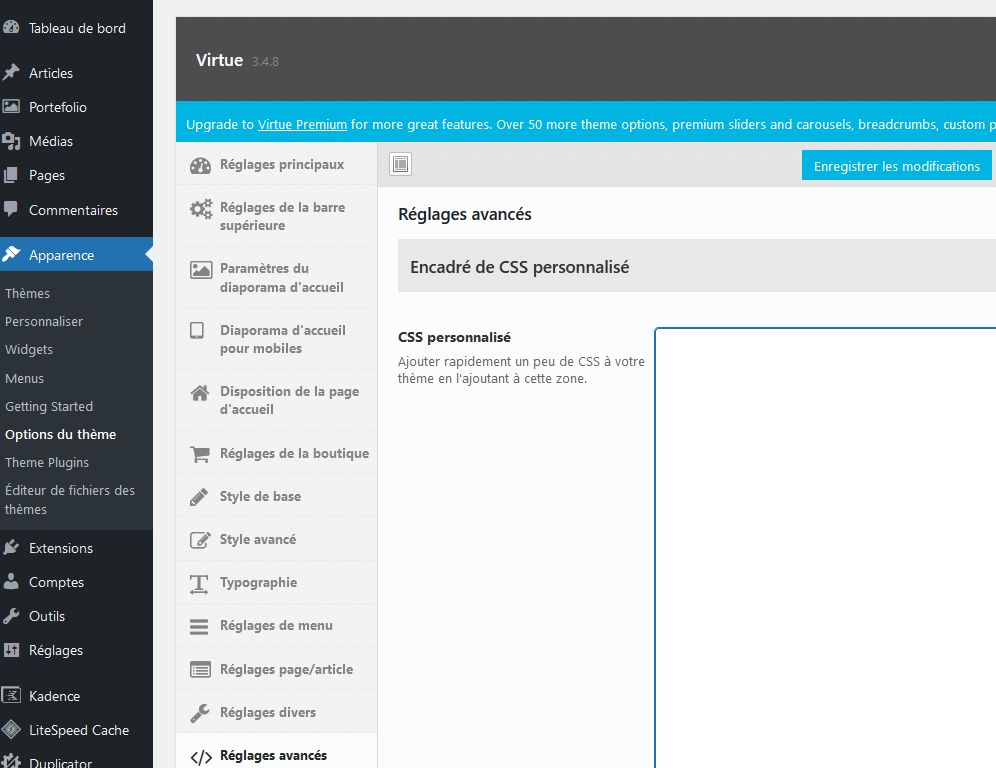 Tableau de bord
Articles
Portefolio
Médias
Pages
Commentaires
Apparence
Thèmes
Personnaliser
Widgets
Menus
Getting Started
Options du thème
Theme Plugins
Éditeur de fichiers des
thèmes
Extensions
Comptes
Outils
Réglages
Kadence
LiteSpeed Cache
Duplicator
Virtue 3.4.8
Upgrade to Virtue Premium for more great features. Over 50 more theme options, premium sliders and carousels, breadcrumbs, custom p
Réglages principaux
Réglages de la barre
supérieure
Paramètres du
diaporama d'accueil
Diaporama d'accueil
pour mobiles
Disposition de la page
d'accueil
Réglages de la boutique
Style de base
Style avancé
Typographie
Réglages de menu
Réglages page/article
Réglages divers
Réglages avancés
Enregistrer les modifications
Réglages avancés
Encadré de CSS personnalisé
CSS personnalisé
Ajouter rapidement un peu de CSS à votre
thème en l'ajoutant à cette zone.